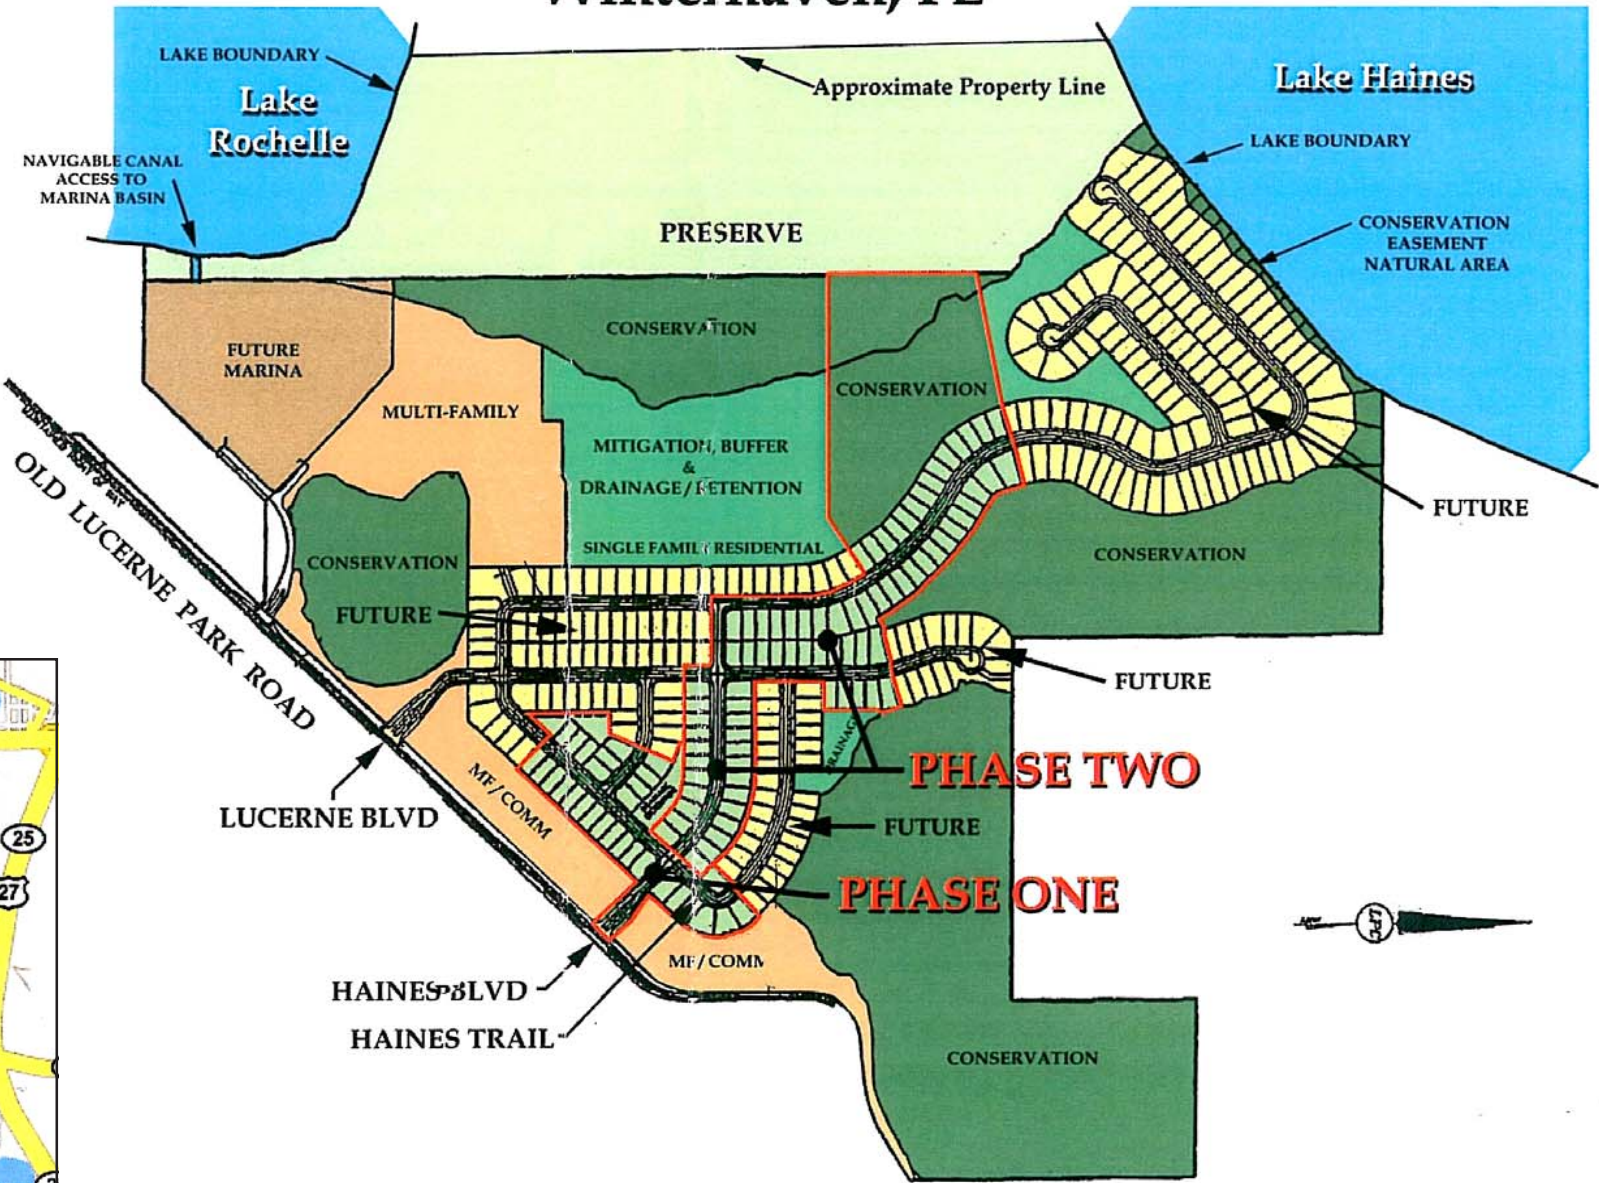 Winterhaven, FL
LAKE BOUNDARY
Lake
Rochelle
Approximate Property Line
Lake Haines
LAKE BOUNDARY
NAVIGABLE CANAL
ACCESS TO
MARINA BASIN
CONSERVATION
EASEMENT
NATURAL AREA
PRESERVE
CONSERVATION
FUTURE
MARINA
CONSERVATION
MULTI-FAMILY
MITIGATION, BUFFER
&
DRAINAGE/RETENTION
OLD LUCERNE PARK ROAD
FUTURE
SINGLE FAMILY RESIDENTIAL
CONSERVATION
CONSERVATION
FUTURE
FUTURE
PHASE TWO
MF/COMM
LUCERNE BLVD
FUTURE
25
27
PHASE ONE
LPC
MF/COMM
HAINES BLVD
HAINES TRAIL
CONSERVATION